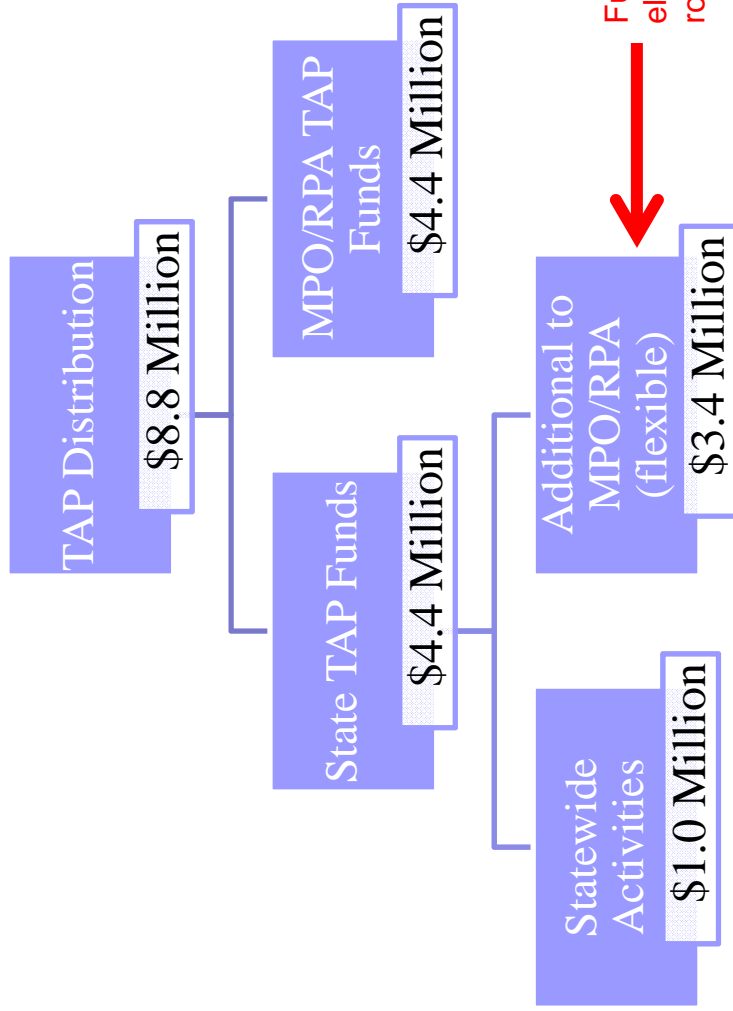 TAP Distribution
$8.8 Million
State TAP Funds
$4.4 Million
MPO/RPA TAP
Funds
$4.4 Million
Statewide
Activities
$1.0 Million
Additional to
MPO/RPA
(flexible)
$3.4 Million